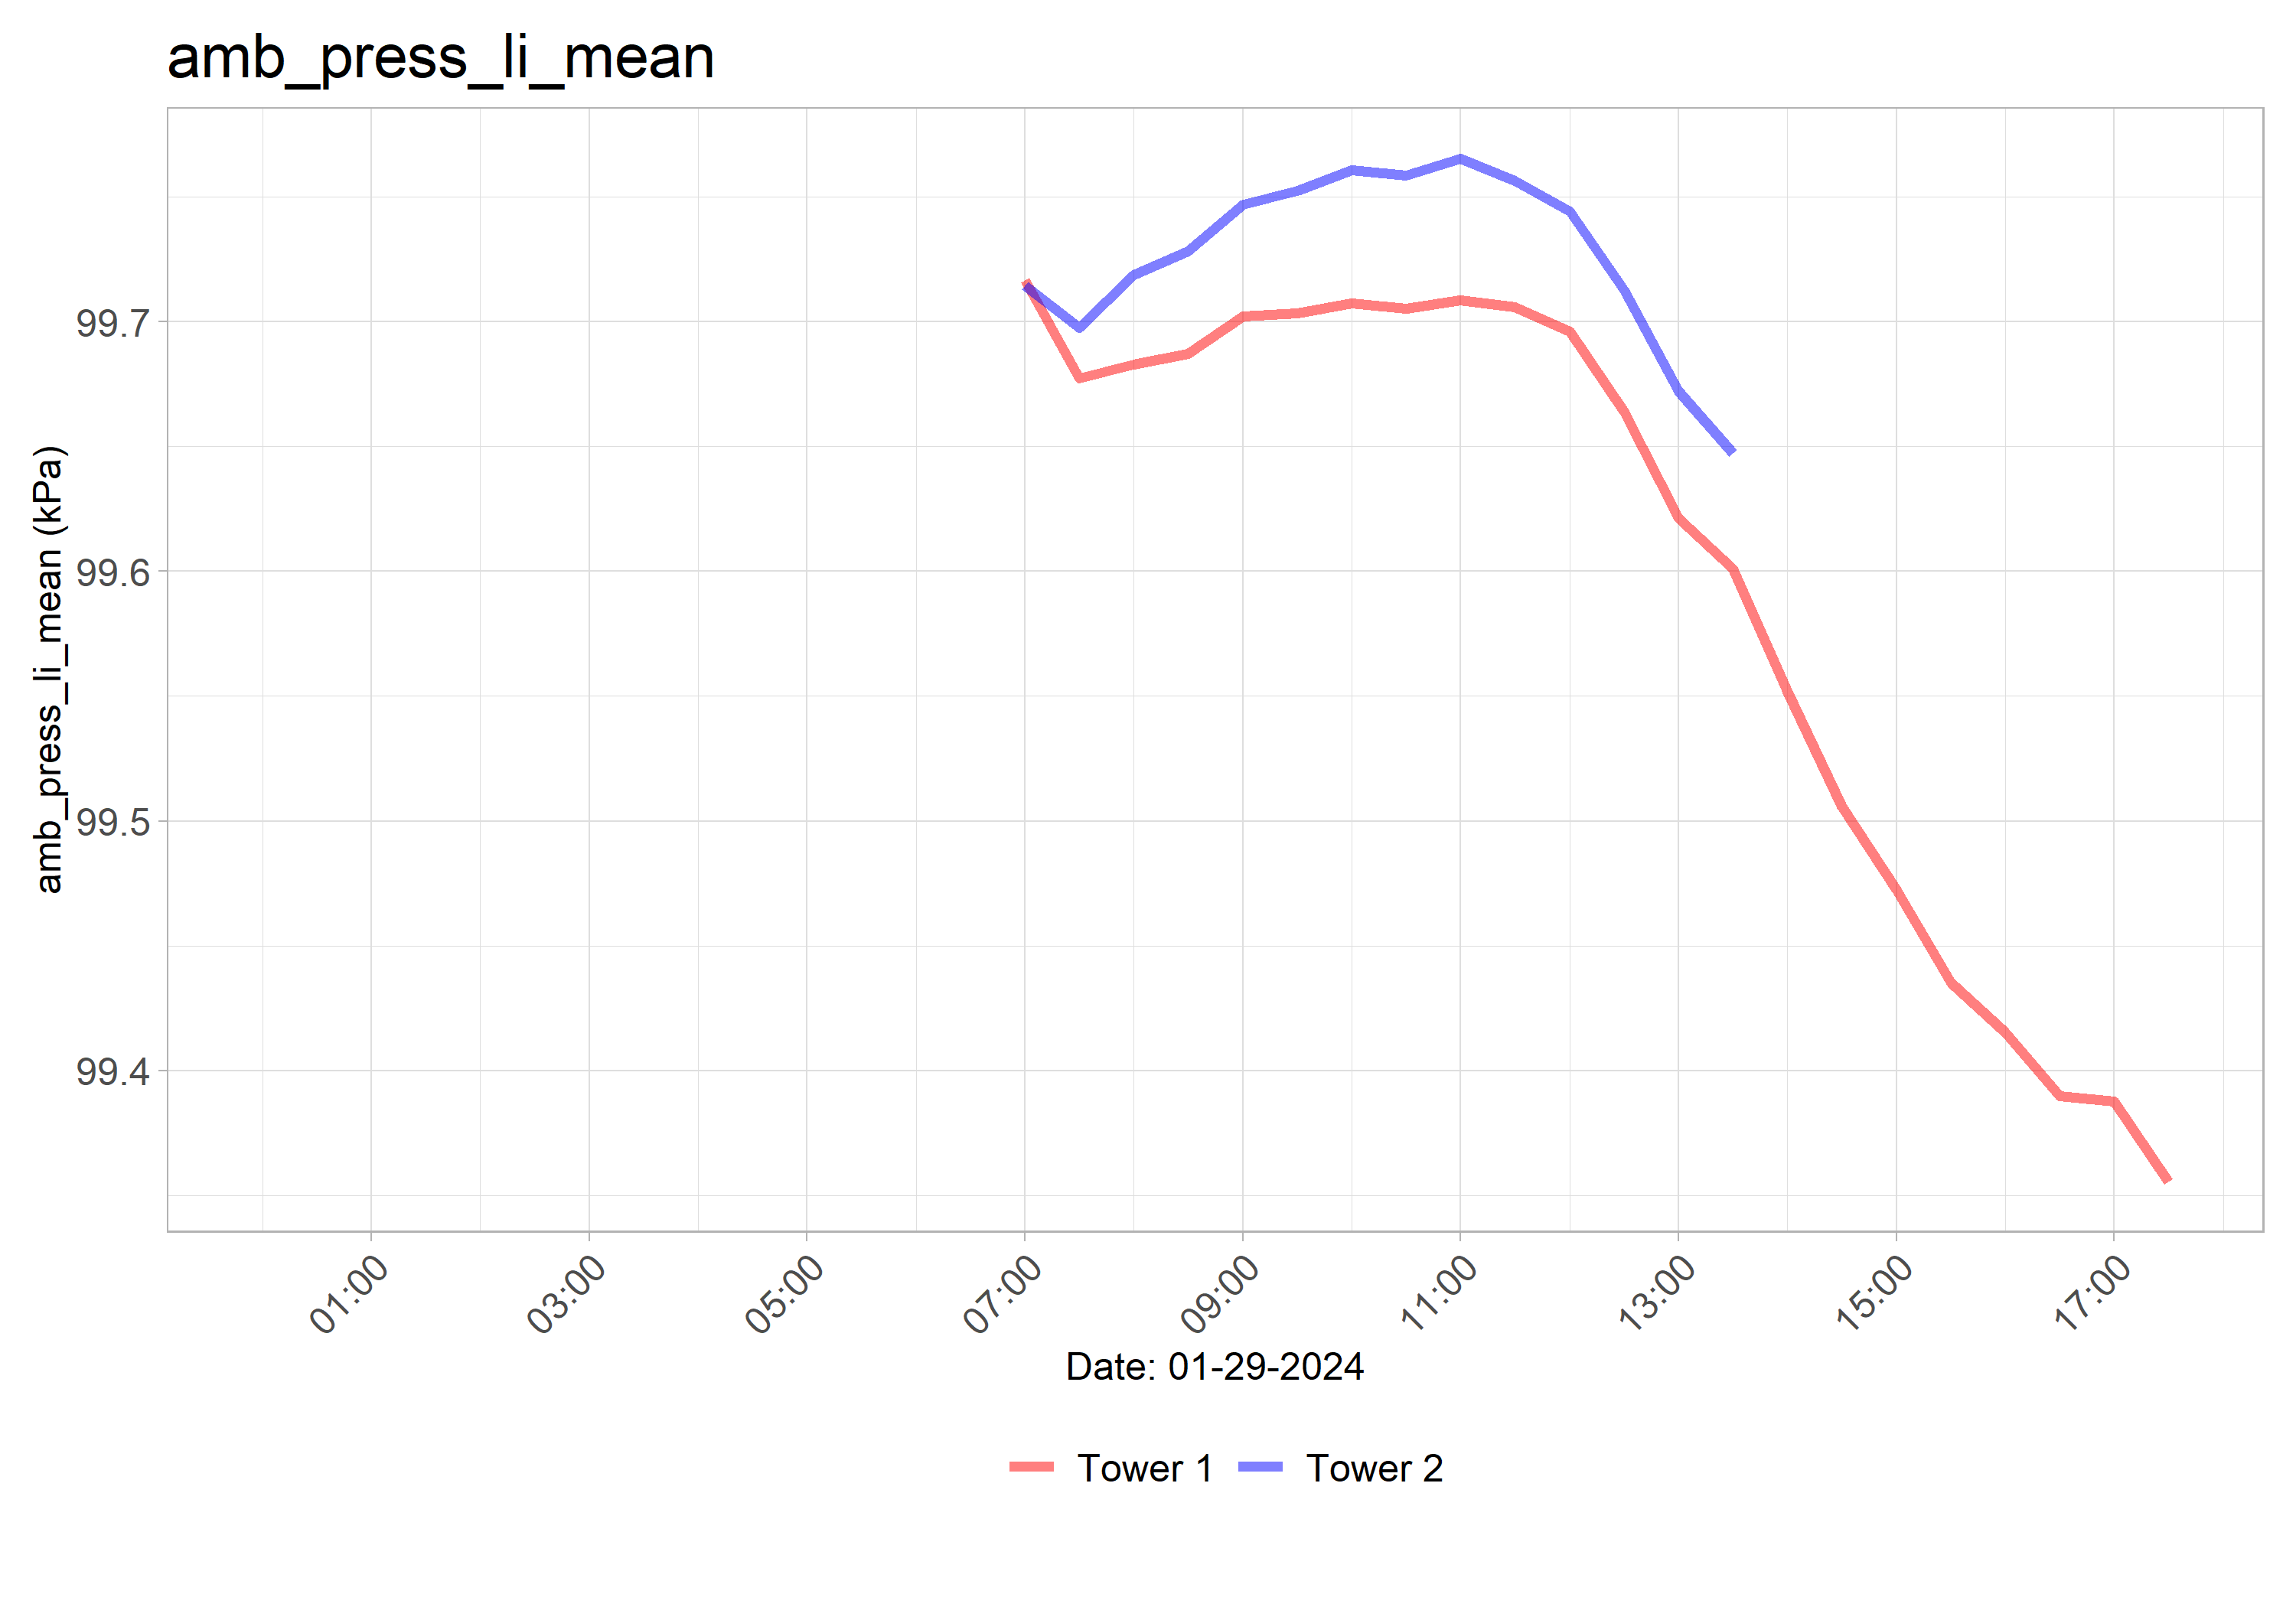 amb_press_li_mean
amb_press_li_mean (kPa)
99.7
99.6
99.5
99.4
01:00
03:00
05:00
07:00
09:00
11:00
13:00
15:00
17:00
Date: 01-29-2024
Tower 1
Tower 2